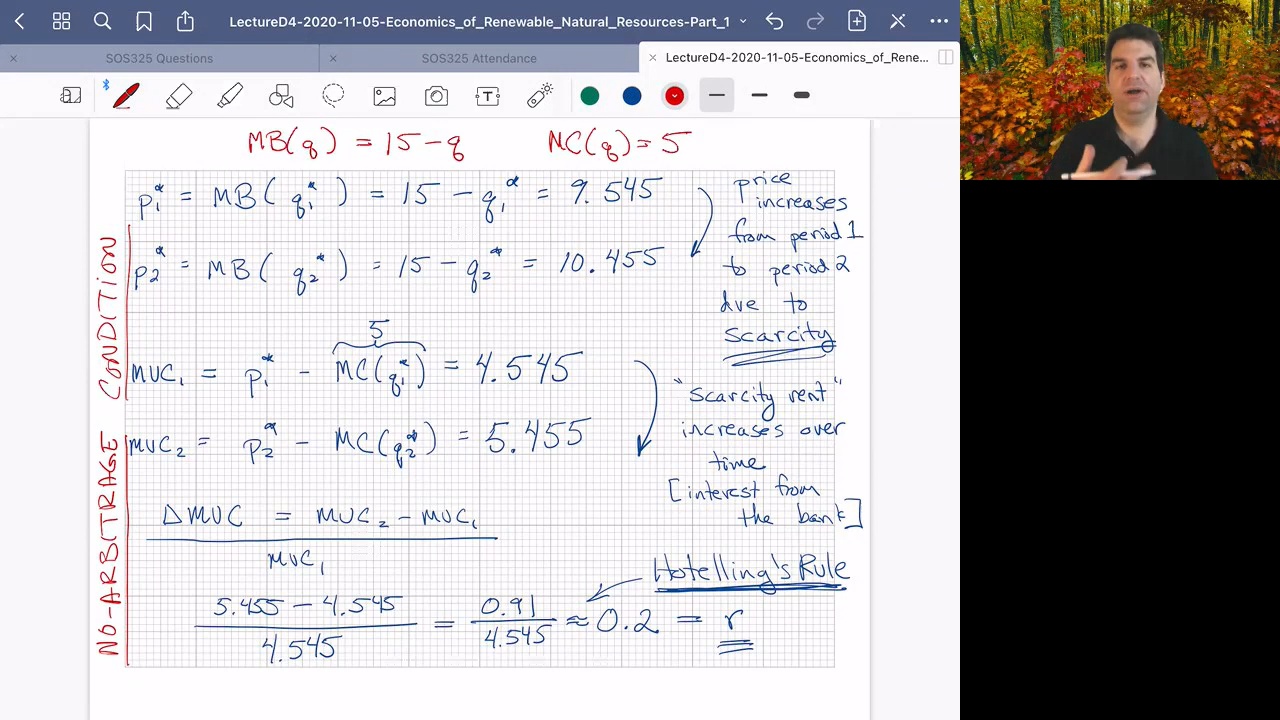 LectureD4-2020-11-05-Economics_of_Renewable_Natural_Resources-Part_1
SOS325 Questions
SOS325 Attendance
LectureD4-2020-11-05-Economics_of_Rene...
MB(q) = 15 - q
MC(q) = 5
p₁* = MB(q₁*) = 15 - q₁* = 9.545
p₂* = MB(q₂*) = 15 - q₂* = 10.455
price
increases
from period 1
to period 2
due to
scarcity
5
MUC₁ = p₁* - MC(q₁*) = 4.545
MUC₂ = p₂* - MC(q₂*) = 5.455
"scarcity rent"
increases over
time
[interest from
the bank]
ΔMUC = MUC₂ - MUC₁
MUC₁
Hotelling's Rule
5.455 - 4.545
4.545
=
0.91
4.545
≈ 0.2 = r
NO-ARBITRAGE CONDITION